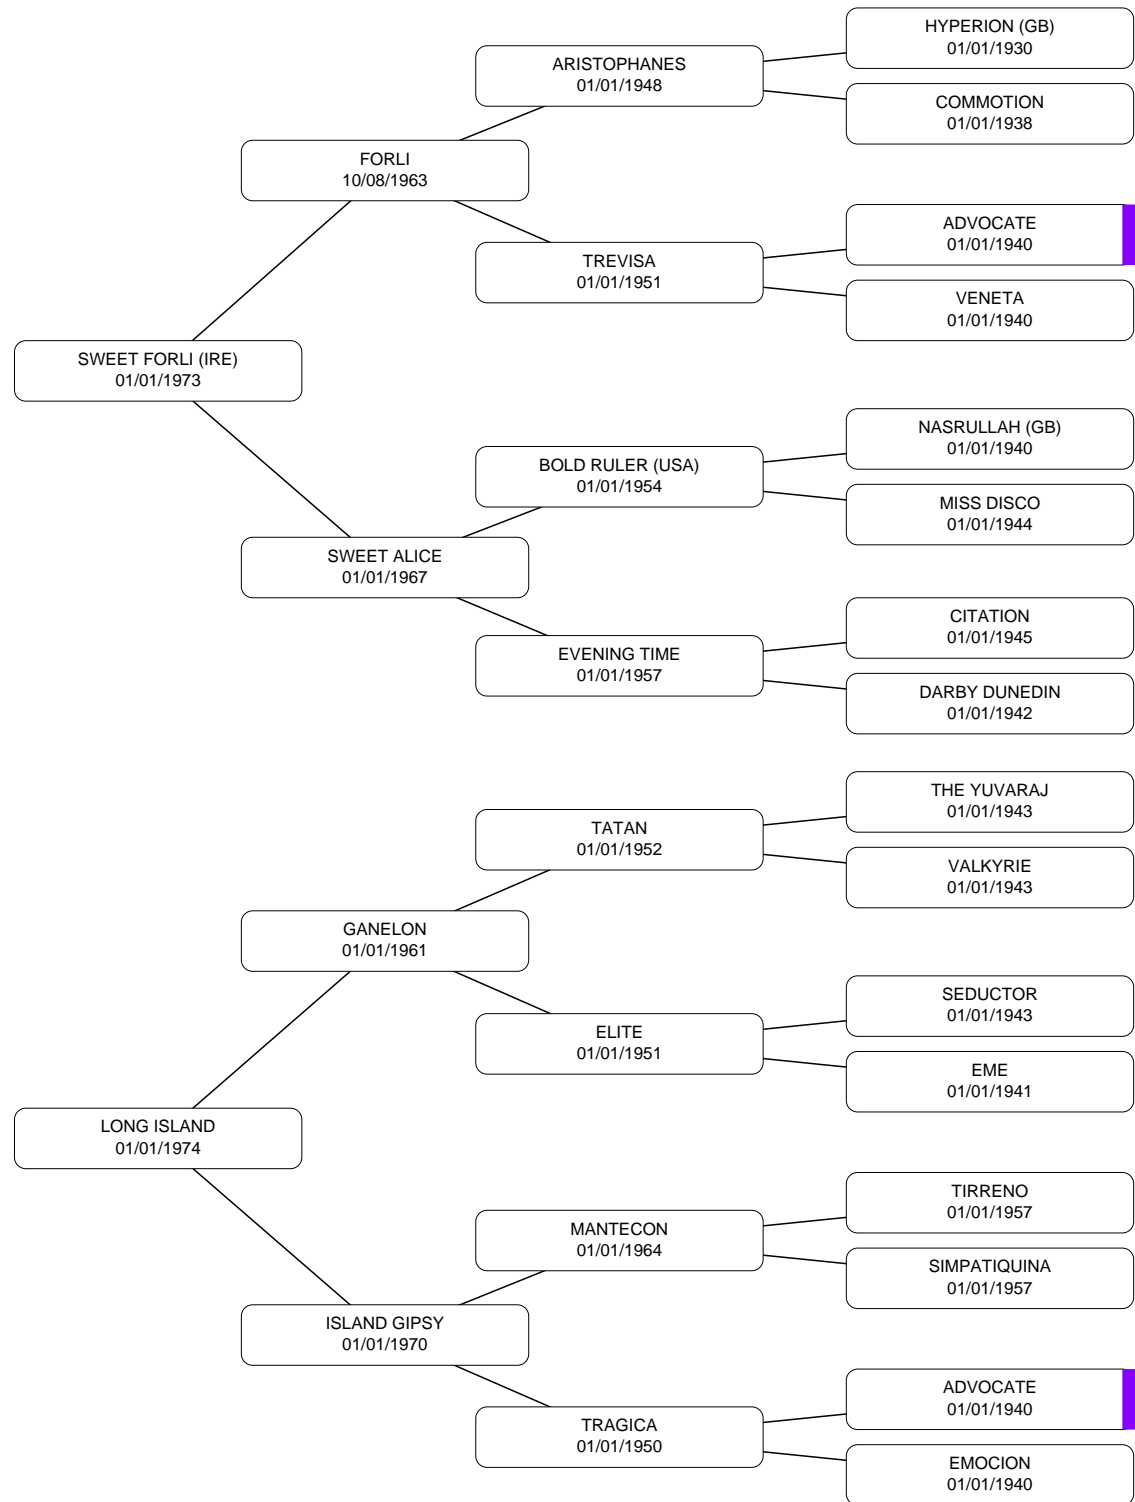 HYPERION (GB)
01/01/1930
ARISTOPHANES
01/01/1948
COMMOTION
01/01/1938
FORLI
10/08/1963
ADVOCATE
01/01/1940
TREVISA
01/01/1951
VENETA
01/01/1940
SWEET FORLI (IRE)
01/01/1973
NASRULLAH (GB)
01/01/1940
BOLD RULER (USA)
01/01/1954
MISS DISCO
01/01/1944
SWEET ALICE
01/01/1967
CITATION
01/01/1945
EVENING TIME
01/01/1957
DARBY DUNEDIN
01/01/1942
THE YUVARAJ
01/01/1943
TATAN
01/01/1952
VALKYRIE
01/01/1943
GANELON
01/01/1961
SEDUCTOR
01/01/1943
ELITE
01/01/1951
EME
01/01/1941
LONG ISLAND
01/01/1974
TIRRENO
01/01/1957
MANTECON
01/01/1964
SIMPATIQUINA
01/01/1957
ISLAND GIPSY
01/01/1970
ADVOCATE
01/01/1940
TRAGICA
01/01/1950
EMOCION
01/01/1940